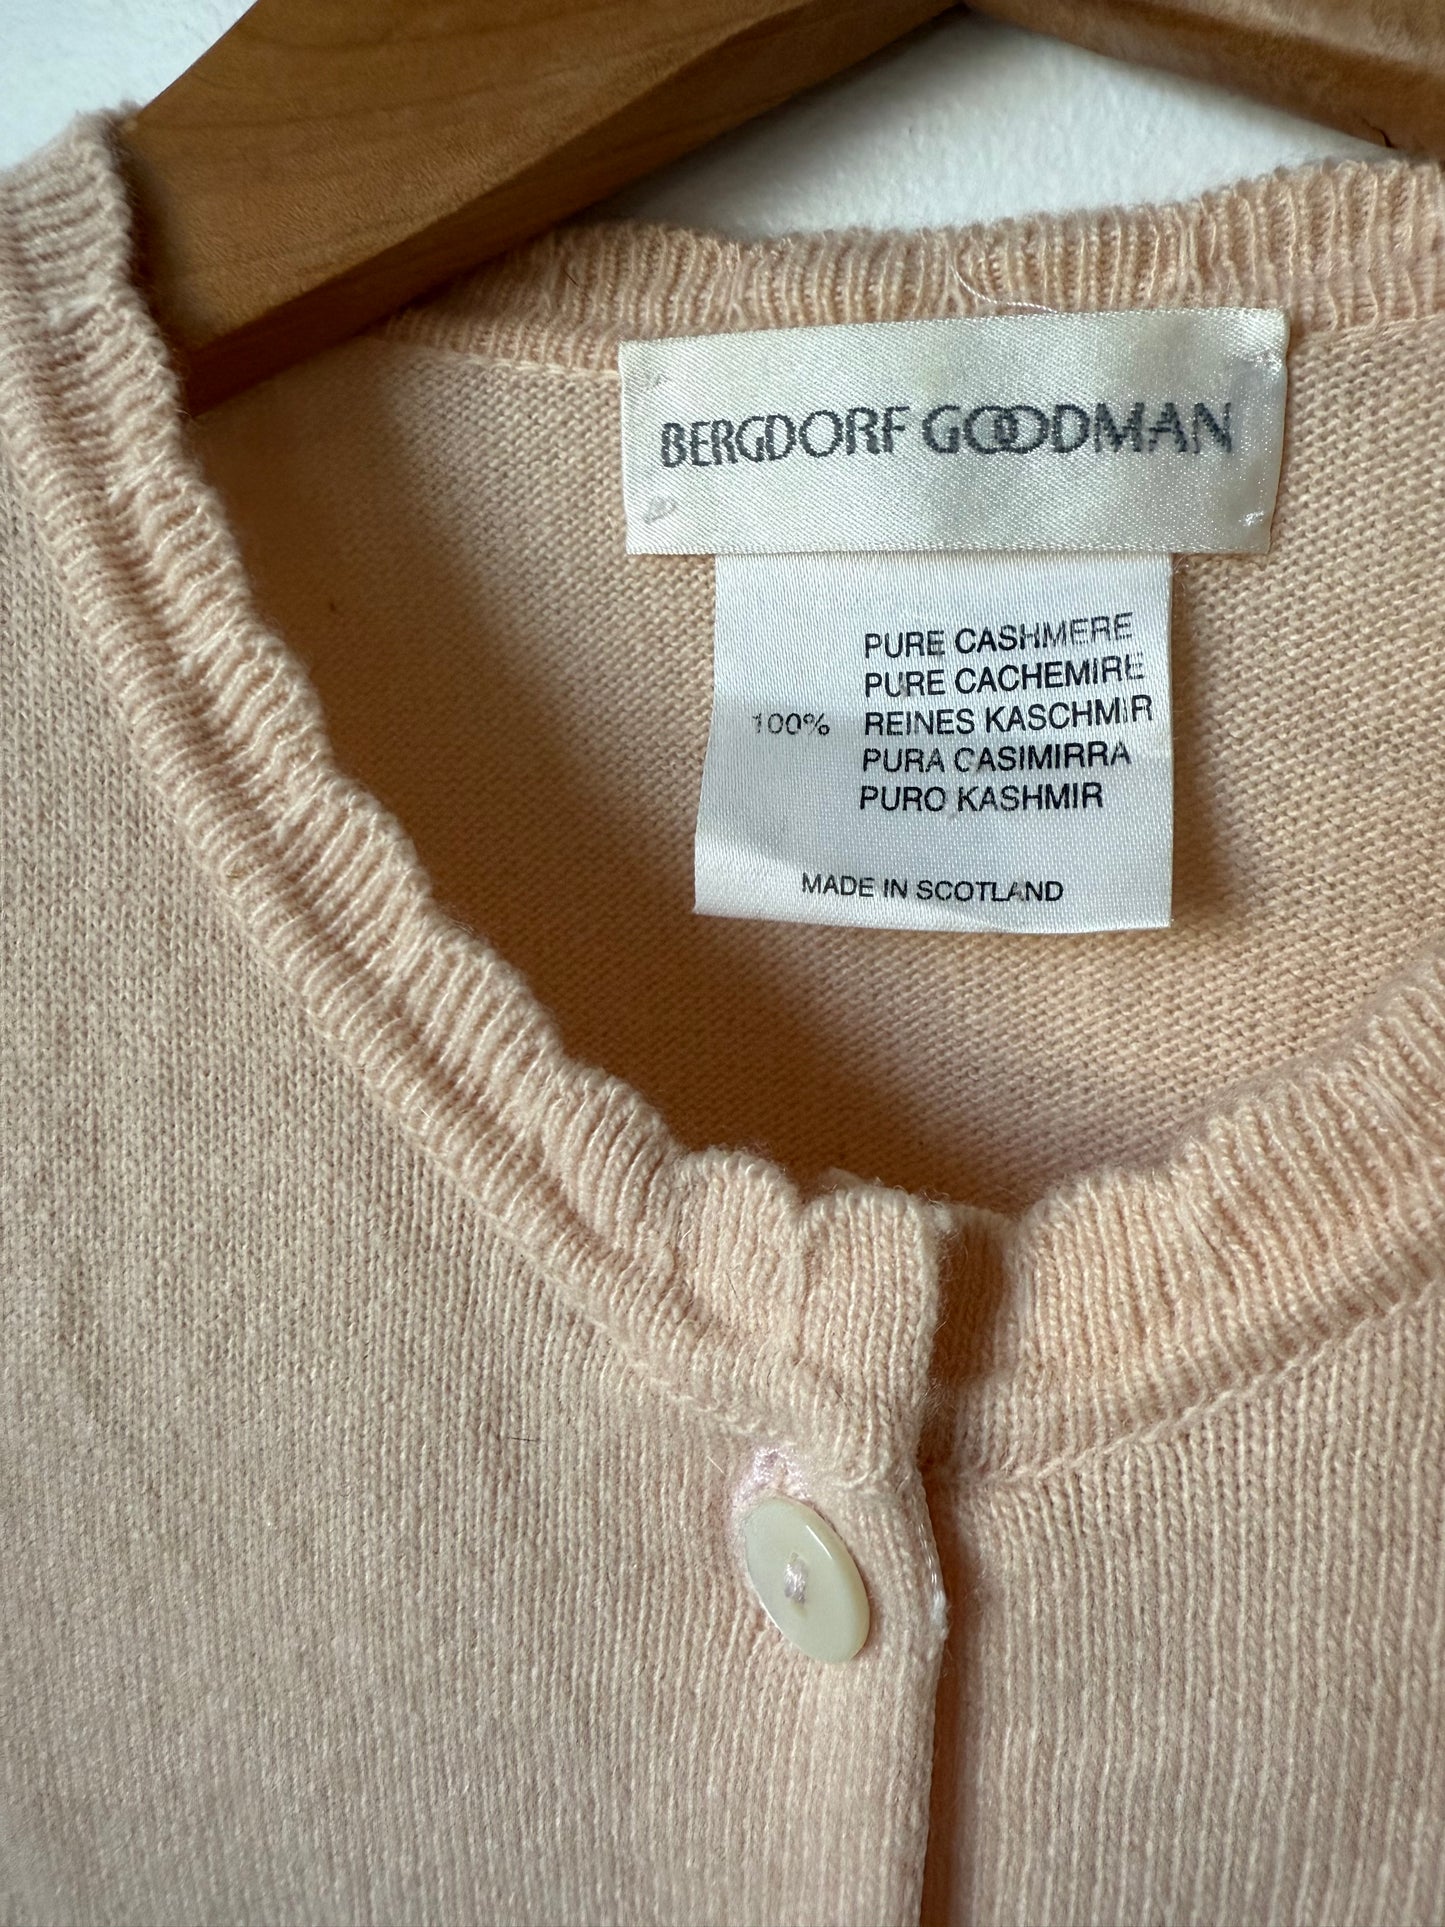 BERGDORF GOODMAN
PURE CASHMERE
PURE CACHEMIRE
100% REINES KASCHMIR
PURA CASIMIRRA
PURO KASHMIR
MADE IN SCOTLAND